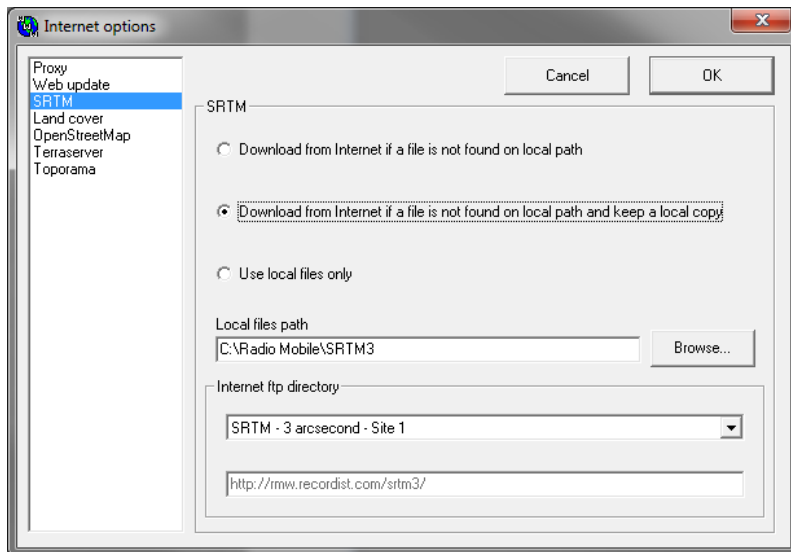 Internet options
Proxy
Web update
SRTM
Land cover
OpenStreetMap
Terraserver
Toporama
Cancel
OK
SRTM
Download from Internet if a file is not found on local path
Download from Internet if a file is not found on local path and keep a local copy
Use local files only
Local files path
C:\Radio Mobile\SRTM3
Browse...
Internet ftp directory
SRTM - 3 arcsecond - Site 1
http://rmw.recordist.com/srtm3/